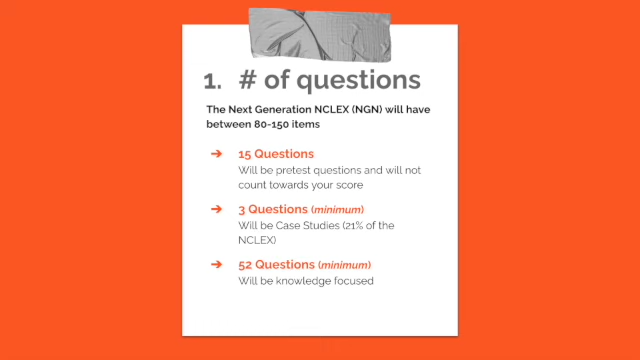 1. # of questions
The Next Generation NCLEX (NGN) will have
between 80-150 items
➔ 15 Questions
Will be pretest questions and will not
count towards your score
➔ 3 Questions (minimum)
Will be Case Studies (21% of the
NCLEX)
➔ 52 Questions (minimum)
Will be knowledge focused